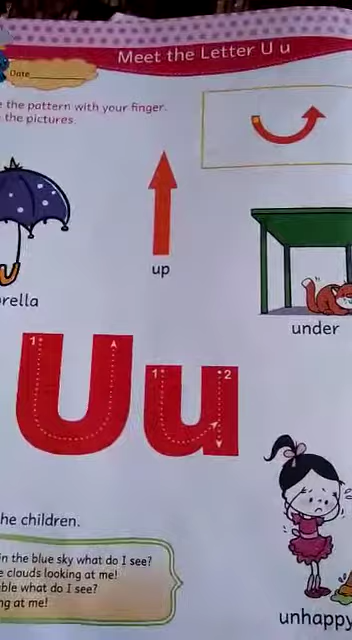 Meet the Letter U u
Date
the pattern with your finger.
the pictures.
up
rella
under
1
1 2
Uu
he children.
in the blue sky what do I see?
clouds looking at me!
ble what do I see?
ng at me!
unhappy